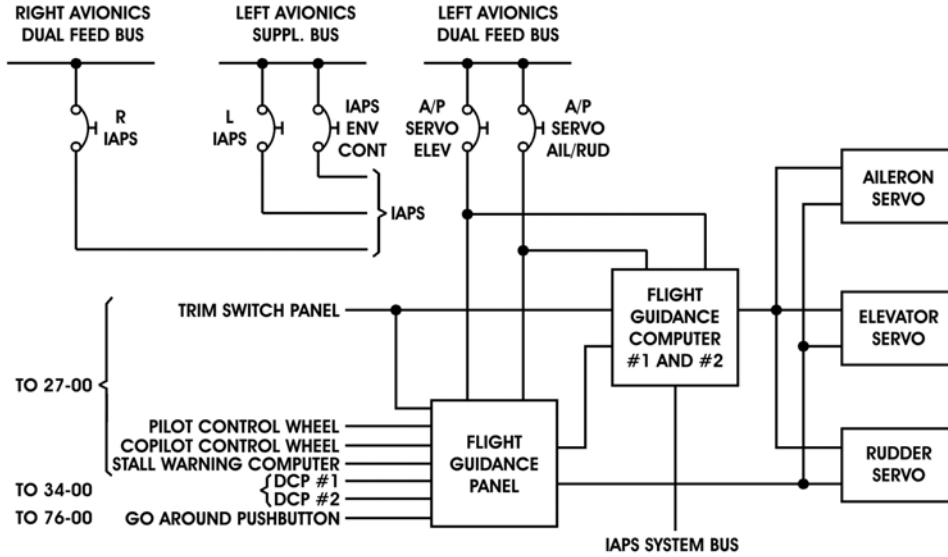 RIGHT AVIONICS
DUAL FEED BUS
LEFT AVIONICS
SUPPL. BUS
LEFT AVIONICS
DUAL FEED BUS
R
IAPS
L
IAPS
IAPS
ENV
CONT
A/P
SERVO
ELEV
A/P
SERVO
AIL/RUD
IAPS
AILERON
SERVO
TRIM SWITCH PANEL
FLIGHT
GUIDANCE
COMPUTER
#1 AND #2
ELEVATOR
SERVO
TO 27-00
PILOT CONTROL WHEEL
COPILOT CONTROL WHEEL
STALL WARNING COMPUTER
DCP #1
DCP #2
TO 34-00
TO 76-00
GO AROUND PUSHBUTTON
FLIGHT
GUIDANCE
PANEL
RUDDER
SERVO
IAPS SYSTEM BUS